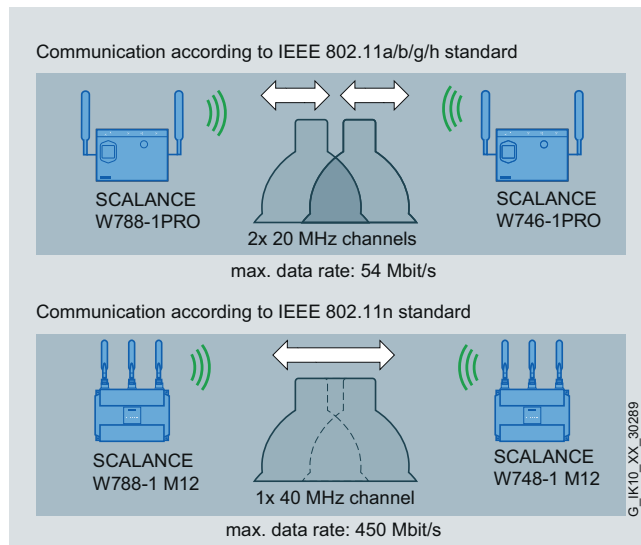 Communication according to IEEE 802.11a/b/g/h standard
SCALANCE
W788-1PRO
2x 20 MHz channels
SCALANCE
W746-1PRO
max. data rate: 54 Mbit/s
Communication according to IEEE 802.11n standard
SCALANCE
W788-1 M12
1x 40 MHz channel
SCALANCE
W748-1 M12
max. data rate: 450 Mbit/s
G_IK10_XX_30289